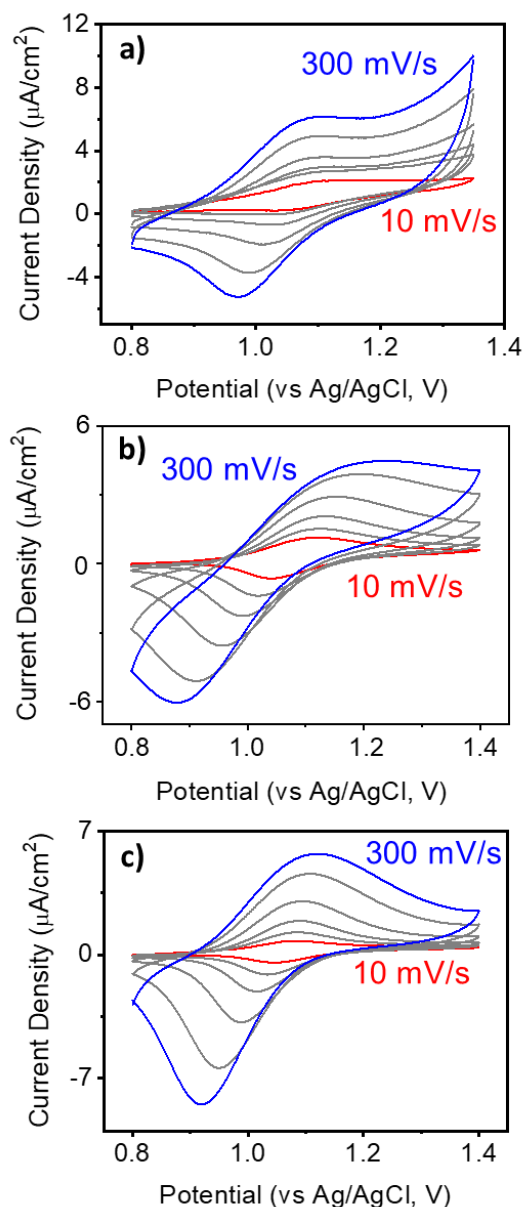 a)
300 mV/s
10 mV/s
12
8
4
0
-4
Current Density (μA/cm²)
0.8
1.0
1.2
1.4
Potential (vs Ag/AgCl, V)
b)
300 mV/s
10 mV/s
6
0
-6
Current Density (μA/cm²)
0.8
1.0
1.2
1.4
Potential (vs Ag/AgCl, V)
c)
300 mV/s
10 mV/s
7
0
-7
Current Density (μA/cm²)
0.8
1.0
1.2
1.4
Potential (vs Ag/AgCl, V)